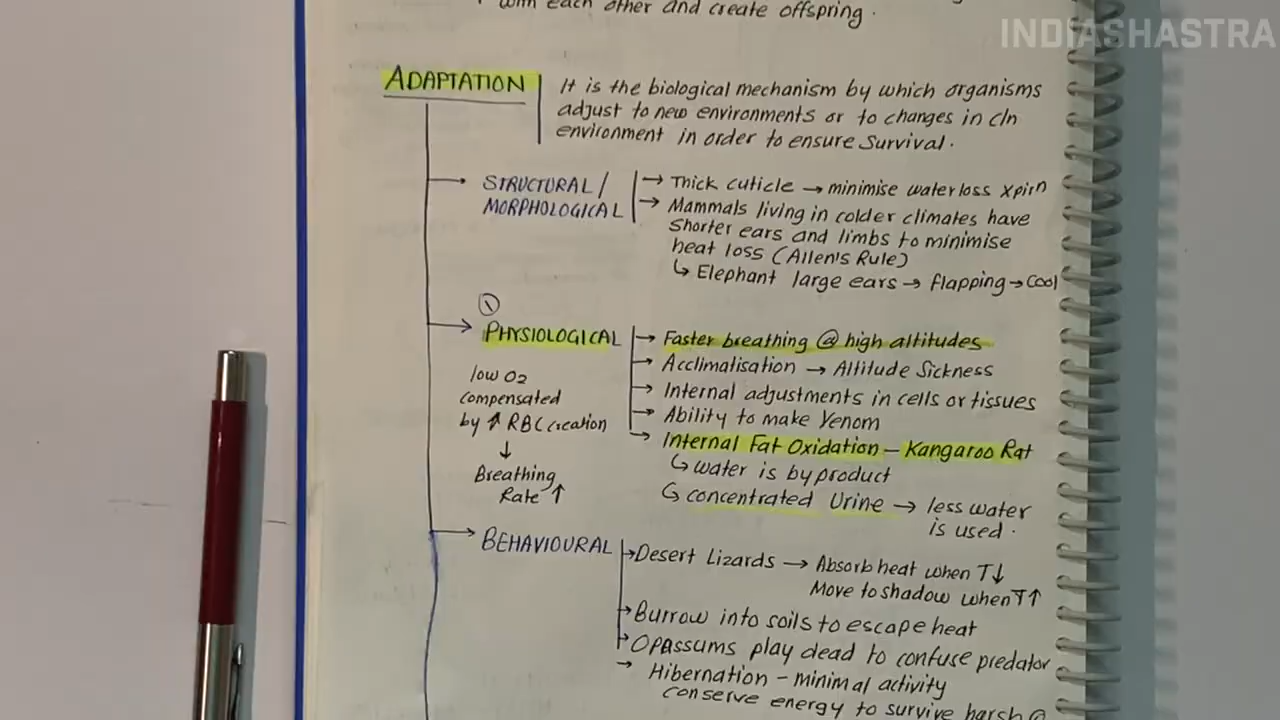 with each other and create offspring.
INDIASHASTRA
ADAPTATION
It is the biological mechanism by which organisms
adjust to new environments or to changes in c/n
environment in order to ensure Survival.
STRUCTURAL /
MORPHOLOGICAL
→ Thick cuticle → minimise water loss xpirn
→ Mammals living in colder climates have
shorter ears and limbs to minimise
heat loss (Allen's Rule)
↳ Elephant large ears → flapping → Cool
①
PHYSIOLOGICAL
low O2
compensated
by ↑ RBC creation
↓
Breathing
Rate ↑
→ Faster breathing @ high altitudes
→ Acclimatisation → Altitude Sickness
→ Internal adjustments in cells or tissues
→ Ability to make Venom
→ Internal Fat Oxidation – Kangaroo Rat
↳ water is by product
↳ concentrated Urine → less water
is used.
BEHAVIOURAL
→ Desert Lizards → Absorb heat when T↓
Move to shadow when T↑
→ Burrow into soils to escape heat
→ Opassums play dead to confuse predator
→ Hibernation – minimal activity
conserve energy to survive harsh @